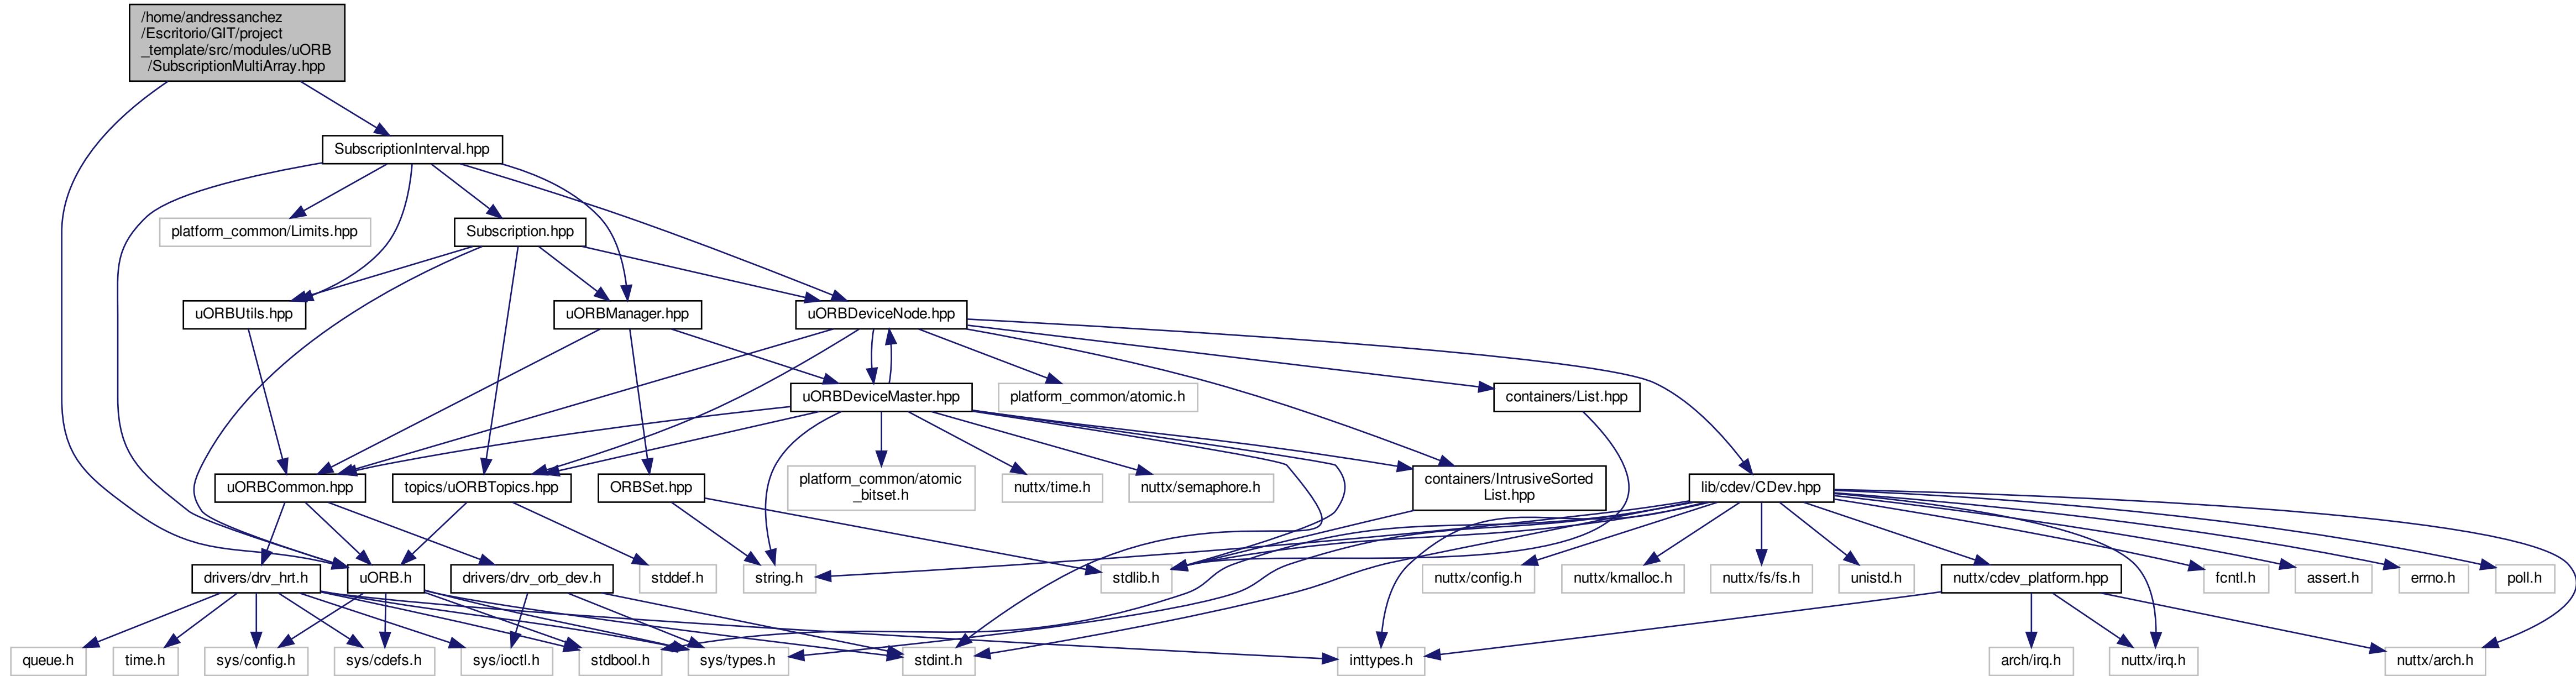 /home/andressanchez
/Escritorio/GIT/project
_template/src/modules/uORB
/SubscriptionMultiArray.hpp
SubscriptionInterval.hpp
platform_common/Limits.hpp
Subscription.hpp
uORBUtils.hpp
uORBManager.hpp
uORBDeviceNode.hpp
uORBDeviceMaster.hpp
platform_common/atomic.h
containers/List.hpp
uORBCommon.hpp
topics/uORBTopics.hpp
ORBSet.hpp
platform_common/atomic
_bitset.h
nuttx/time.h
nuttx/semaphore.h
containers/IntrusiveSorted
List.hpp
lib/cdev/CDev.hpp
drivers/drv_hrt.h
uORB.h
drivers/drv_orb_dev.h
stddef.h
string.h
stdlib.h
nuttx/config.h
nuttx/kmalloc.h
nuttx/fs/fs.h
unistd.h
nuttx/cdev_platform.hpp
fcntl.h
assert.h
errno.h
poll.h
queue.h
time.h
sys/config.h
sys/cdefs.h
sys/ioctl.h
stdbool.h
sys/types.h
stdint.h
inttypes.h
arch/irq.h
nuttx/irq.h
nuttx/arch.h